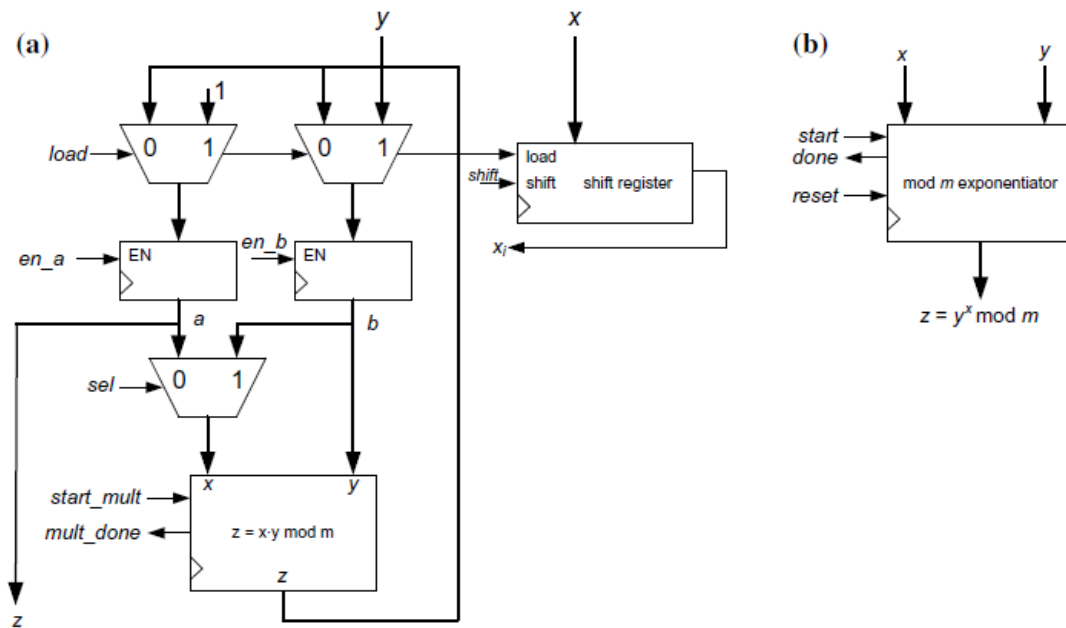 (a)
y
x
1
load
0 1
0 1
load
shift
shift
shift register
x_i
en_a
EN
en_b
EN
a
b
sel
0 1
x y
start_mult
mult_done
z = x·y mod m
z
z
(b)
x y
start
done
reset
mod m exponentiator
z = y^x mod m